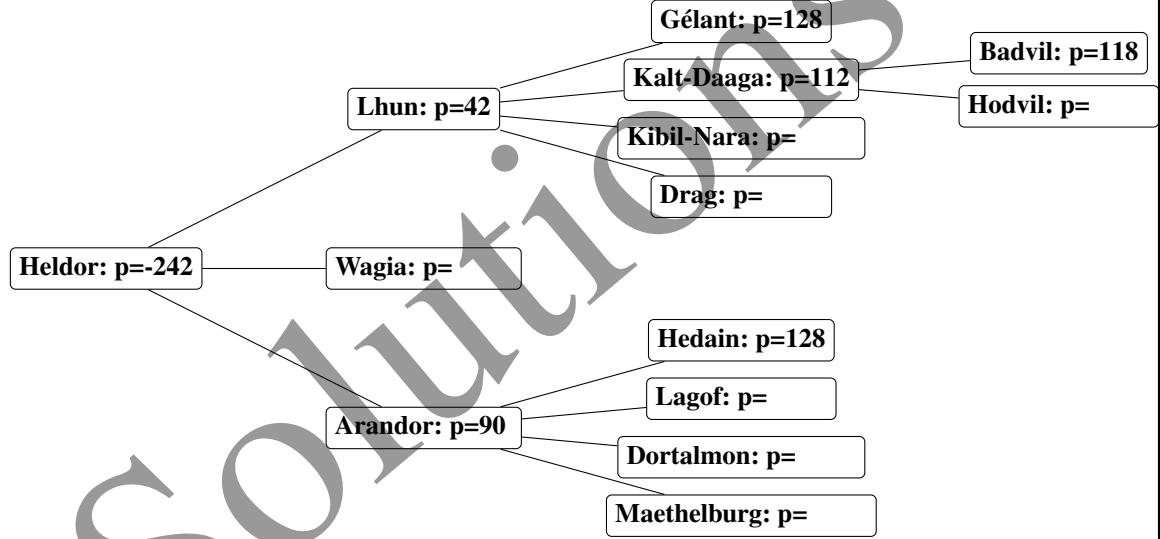 Gélant: p=128
Badvil: p=118
Kalt-Daaga: p=112
Lhun: p=42
Hodvil: p=
Kibil-Nara: p=
Drag: p=
Heldor: p=-242
Wagia: p=
Hedain: p=128
Lagof: p=
Arandor: p=90
Dortalmon: p=
Maethelburg: p=
Solutions